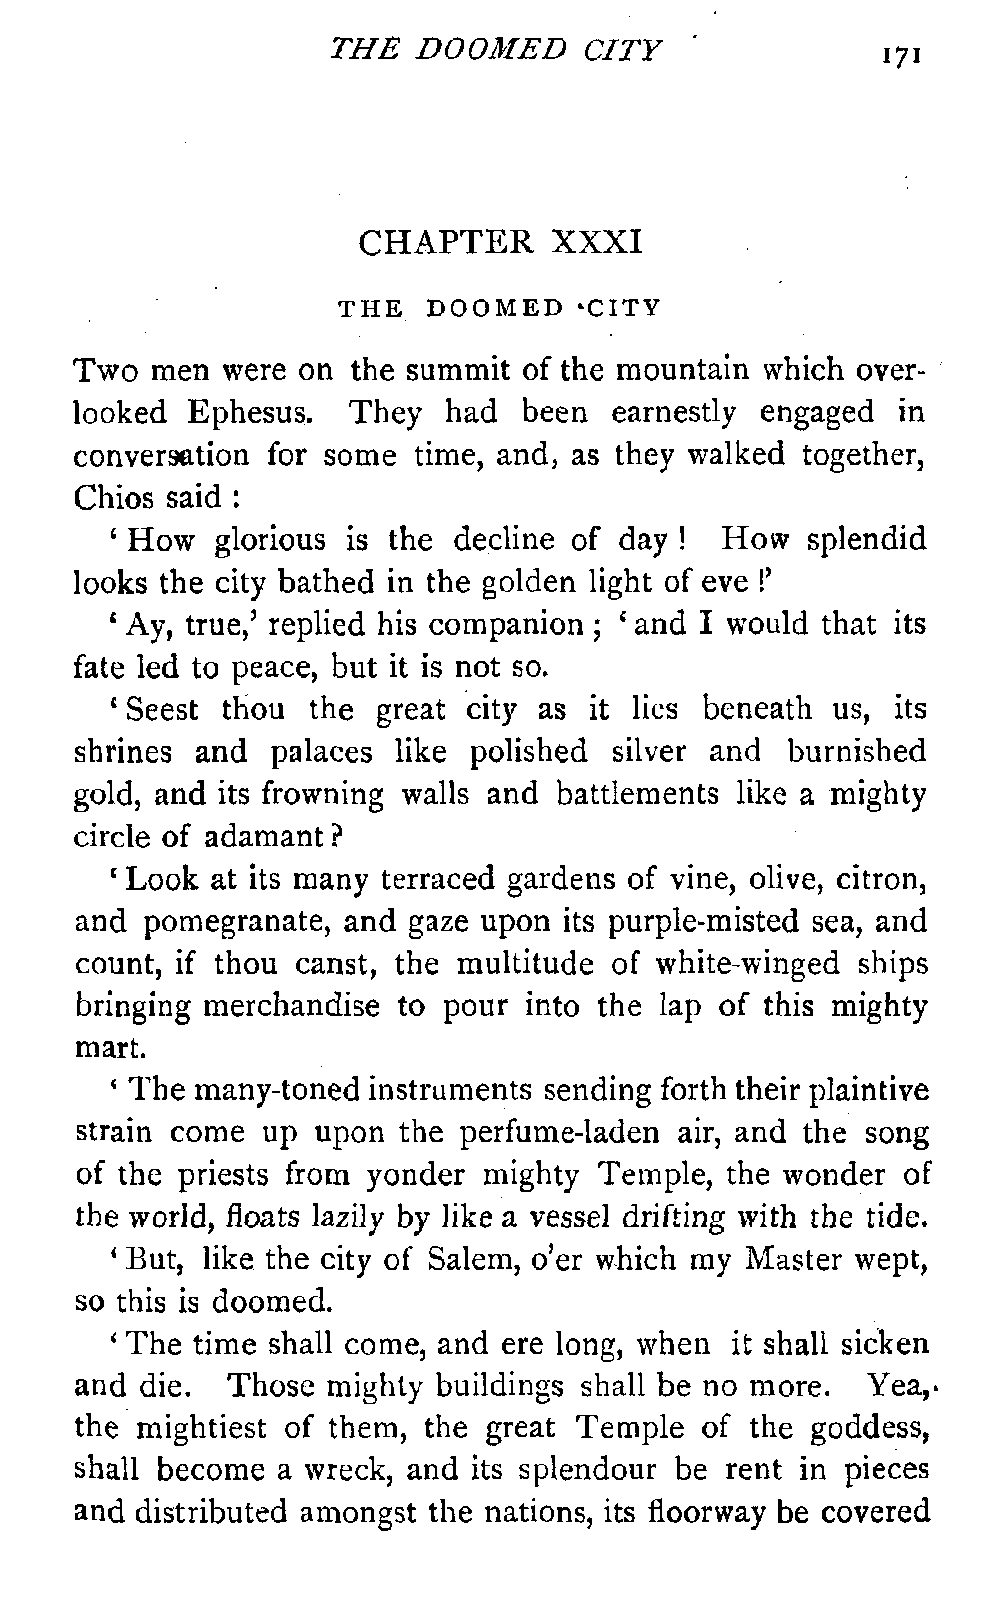 THE DOOMED CITY 171
CHAPTER XXXI
THE DOOMED CITY
Two men were on the summit of the mountain which over-
looked Ephesus. They had been earnestly engaged in
conversation for some time, and, as they walked together,
Chios said :
‘ How glorious is the decline of day ! How splendid
looks the city bathed in the golden light of eve !’
‘ Ay, true,’ replied his companion ; ‘ and I would that its
fate led to peace, but it is not so.
‘ Seest thou the great city as it lies beneath us, its
shrines and palaces like polished silver and burnished
gold, and its frowning walls and battlements like a mighty
circle of adamant ?
‘ Look at its many terraced gardens of vine, olive, citron,
and pomegranate, and gaze upon its purple-misted sea, and
count, if thou canst, the multitude of white-winged ships
bringing merchandise to pour into the lap of this mighty
mart.
‘ The many-toned instruments sending forth their plaintive
strain come up upon the perfume-laden air, and the song
of the priests from yonder mighty Temple, the wonder of
the world, floats lazily by like a vessel drifting with the tide.
‘ But, like the city of Salem, o’er which my Master wept,
so this is doomed.
‘ The time shall come, and ere long, when it shall sicken
and die. Those mighty buildings shall be no more. Yea,
the mightiest of them, the great Temple of the goddess,
shall become a wreck, and its splendour be rent in pieces
and distributed amongst the nations, its floorway be covered